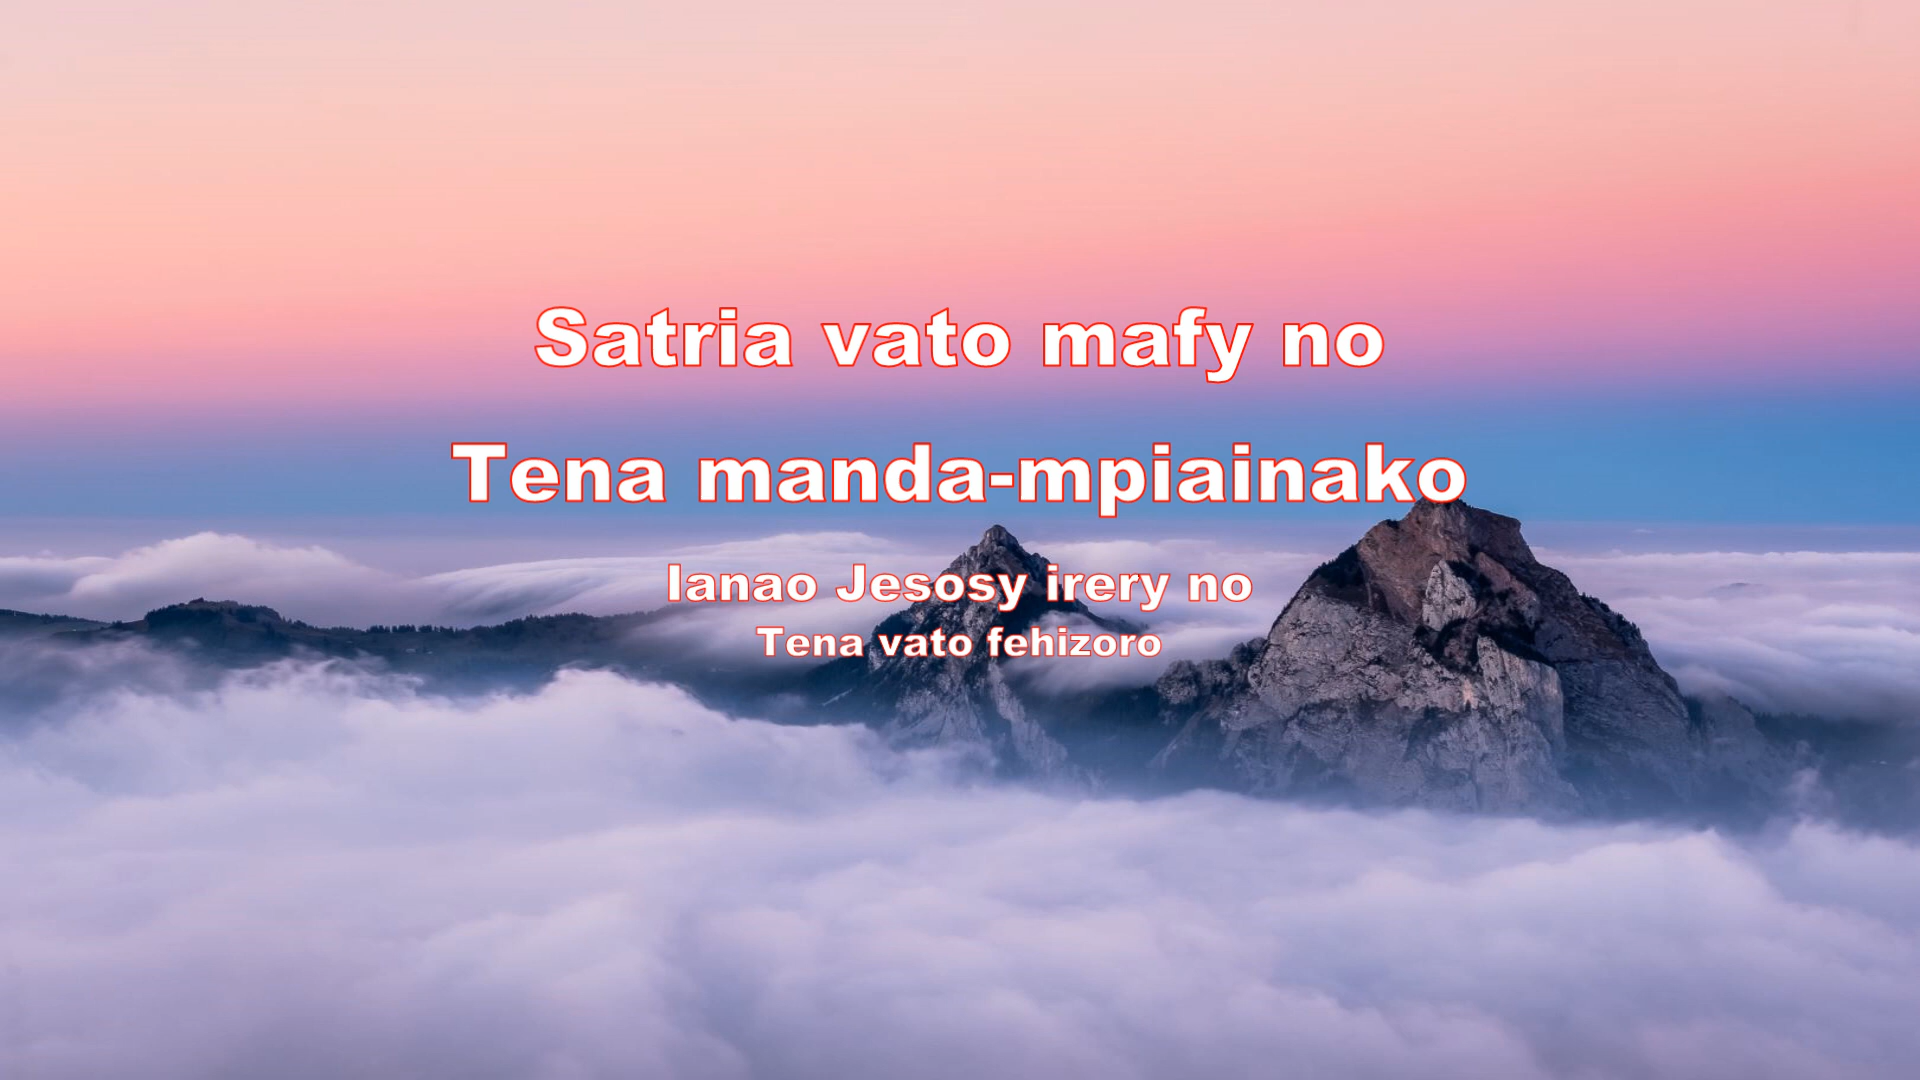 Satria vato mafy no
Tena manda-mpiainako
Ianao Jesosy irery no
Tena vato fehizoro